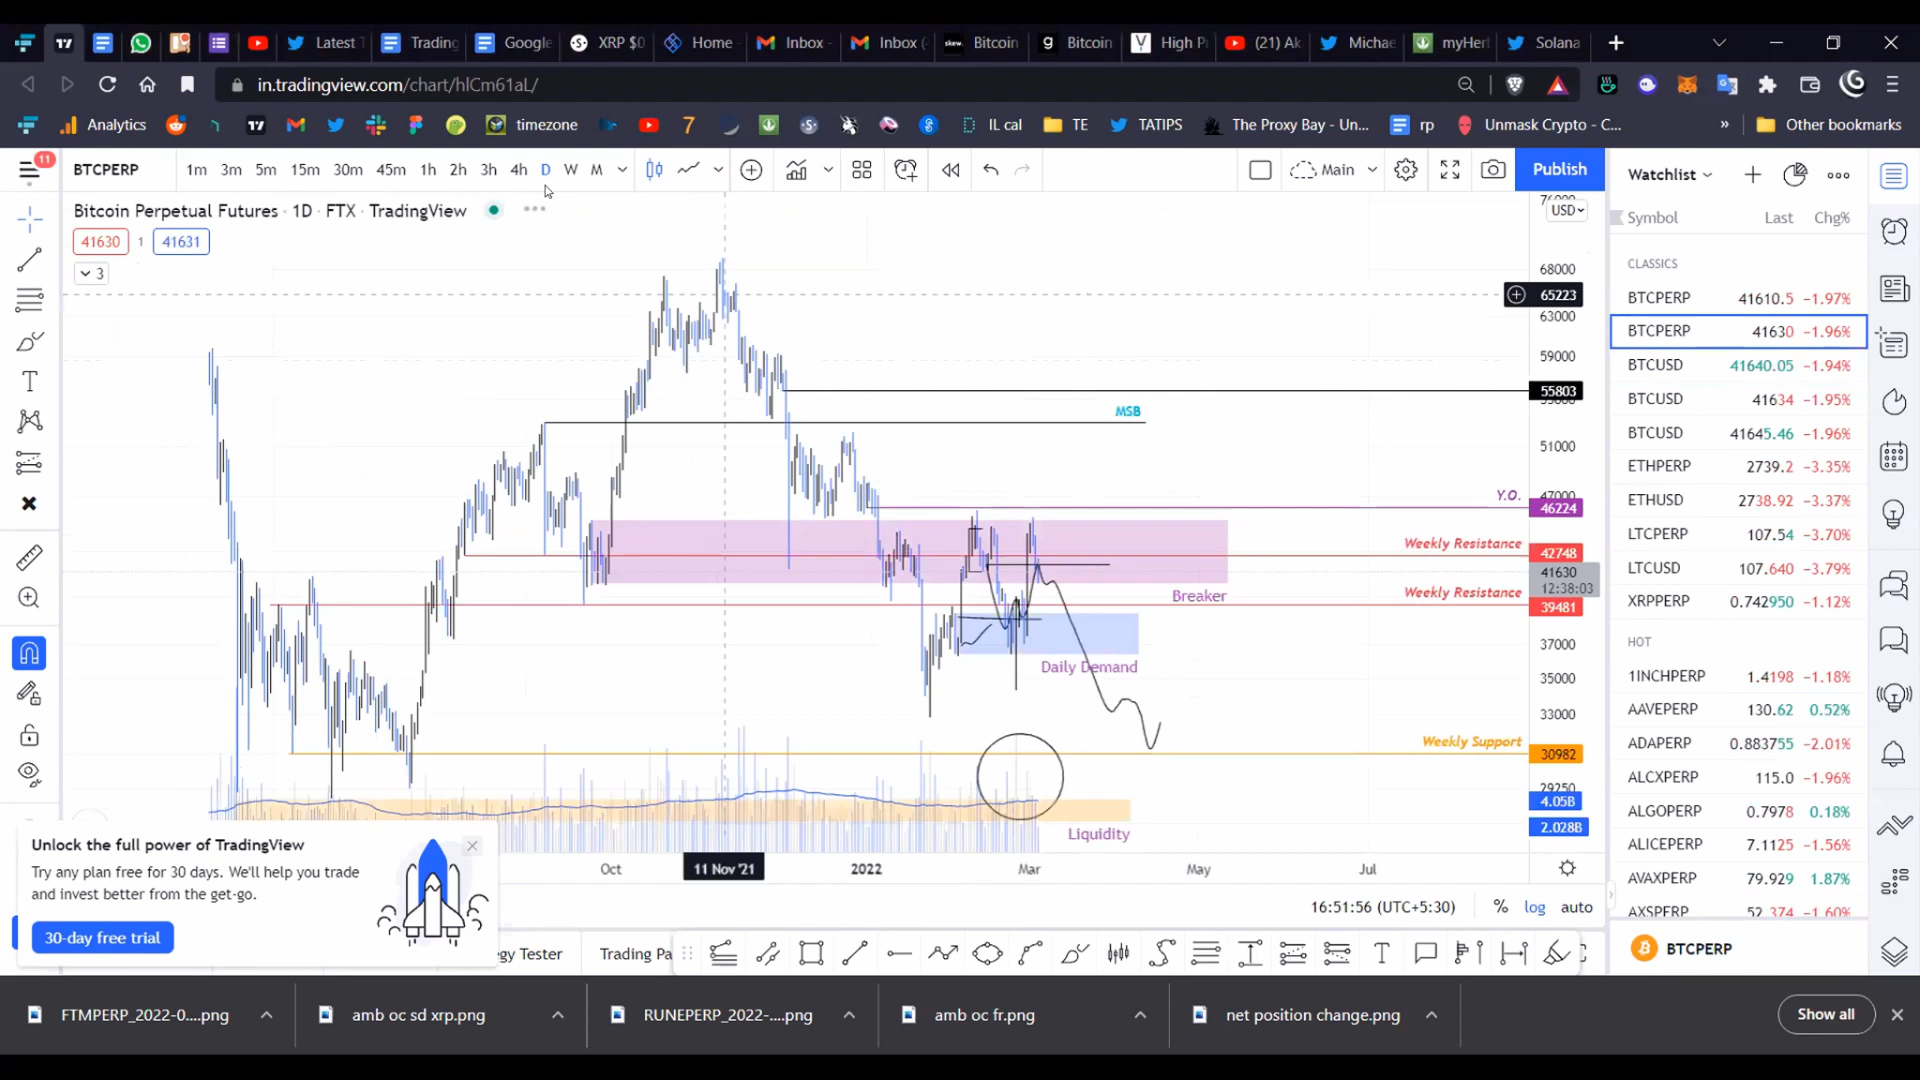 Latest T
Trading
Google
XRP $0
Home
Inbox -
Inbox (
skew.
Bitcoin
g
Bitcoin
High P
(21) Ak
Michae
myHerl
Solana
in.tradingview.com/chart/hlCm61aL/
Analytics
timezone
7
IL cal
TE
TATIPS
The Proxy Bay - Un...
rp
Unmask Crypto - C...
»
Other bookmarks
11
BTCPERP
1m 3m 5m 15m 30m 45m 1h 2h 3h 4h D W M
Main
Publish
Watchlist
Bitcoin Perpetual Futures · 1D · FTX · TradingView
USD
Symbol Last Chg%
41630 1 41631
3
CLASSICS
BTCPERP 41610.5 −1.97%
BTCPERP 41630 −1.96%
BTCUSD 41640.05 −1.94%
BTCUSD 41634 −1.95%
BTCUSD 41645.46 −1.96%
ETHPERP 2739.2 −3.35%
ETHUSD 2738.92 −3.37%
LTCPERP 107.54 −3.70%
LTCUSD 107.640 −3.79%
XRPPERP 0.742950 −1.12%
HOT
1INCHPERP 1.4198 −1.18%
AAVEPERP 130.62 0.52%
ADAPERP 0.883755 −2.01%
ALCXPERP 115.0 −1.96%
ALGOPERP 0.7978 0.18%
ALICEPERP 7.1125 −1.56%
AVAXPERP 79.929 1.87%
AXSPERP 52.374 −1.60%
BTCPERP
76000
68000
65223
63000
59000
55803
MSB
51000
47000
Y.O.
46224
Weekly Resistance
42748
41630
12:38:03
Weekly Resistance
39481
Breaker
37000
Daily Demand
35000
33000
Weekly Support
30982
29250
4.05B
2.028B
Liquidity
Oct 11 Nov '21 2022 Mar May Jul
16:51:56 (UTC+5:30) % log auto
Unlock the full power of TradingView
Try any plan free for 30 days. We'll help you trade
and invest better from the get-go.
30-day free trial
egy Tester
Trading Pa
FTMPERP_2022-0....png
amb oc sd xrp.png
RUNEPERP_2022-....png
amb oc fr.png
net position change.png
Show all